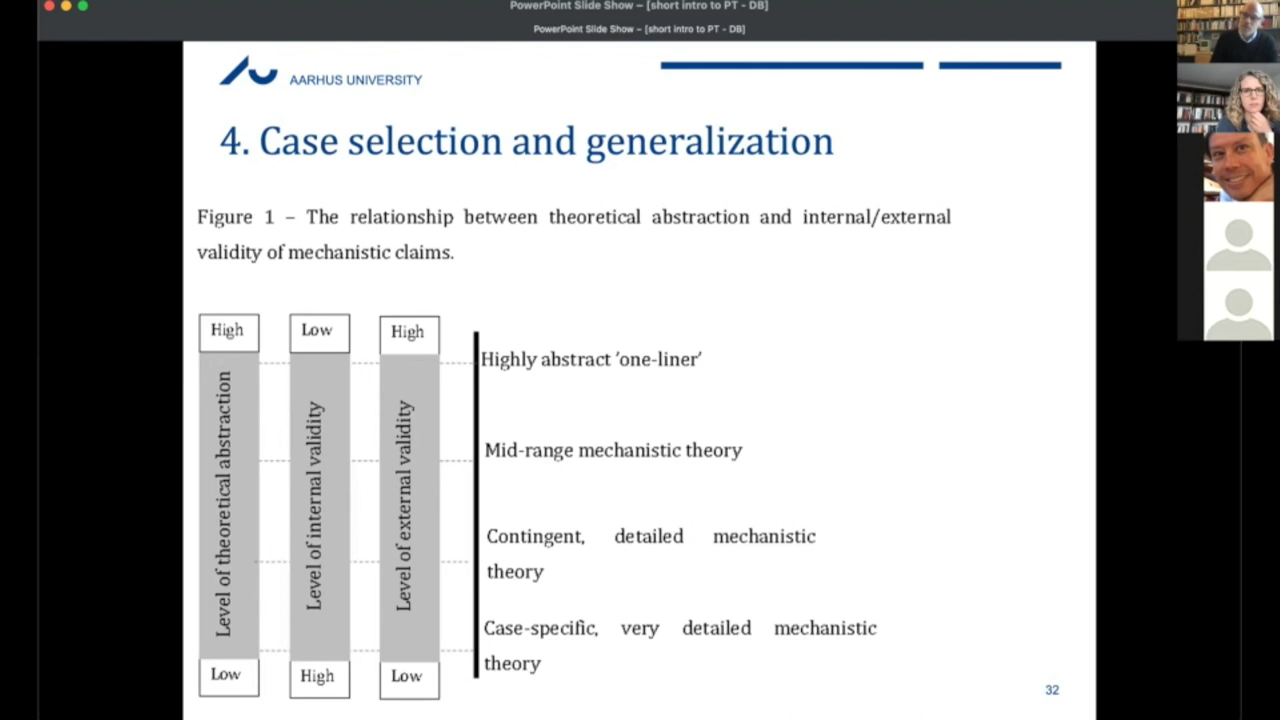 PowerPoint Slide Show – [short intro to PT - DB]
PowerPoint Slide Show – [short intro to PT - DB]
AARHUS UNIVERSITY
4. Case selection and generalization
Figure 1 – The relationship between theoretical abstraction and internal/external
validity of mechanistic claims.
High
Low
High
Level of theoretical abstraction
Level of internal validity
Level of external validity
Low
High
Low
Highly abstract ‘one-liner’
Mid-range mechanistic theory
Contingent, detailed mechanistic
theory
Case-specific, very detailed mechanistic
theory
32